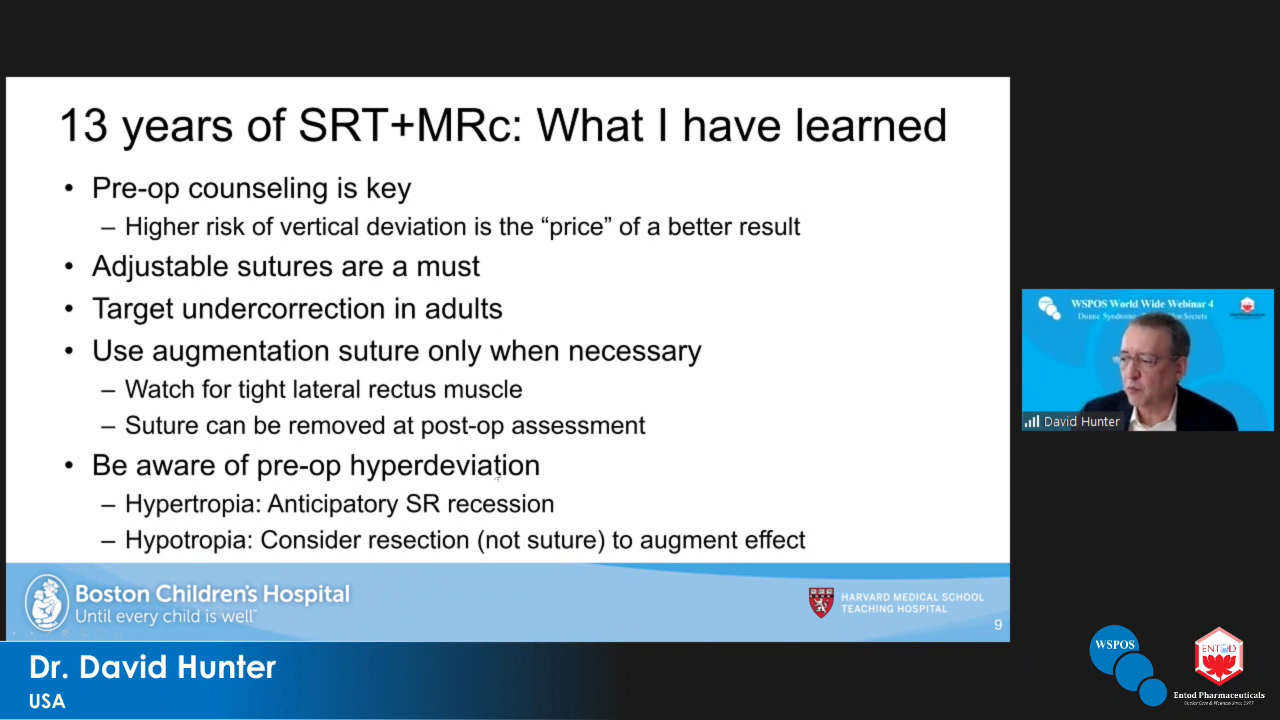 13 years of SRT+MRc: What I have learned
• Pre-op counseling is key
– Higher risk of vertical deviation is the “price” of a better result
• Adjustable sutures are a must
• Target undercorrection in adults
• Use augmentation suture only when necessary
– Watch for tight lateral rectus muscle
– Suture can be removed at post-op assessment
• Be aware of pre-op hyperdeviation
– Hypertropia: Anticipatory SR recession
– Hypotropia: Consider resection (not suture) to augment effect
Boston Children's Hospital
Until every child is well™
HARVARD MEDICAL SCHOOL
TEACHING HOSPITAL
9
WSPOS World Wide Webinar 4
Duane Syndrome
Secrets
David Hunter
Dr. David Hunter
USA
WSPOS
ENTOD
Entod Pharmaceuticals